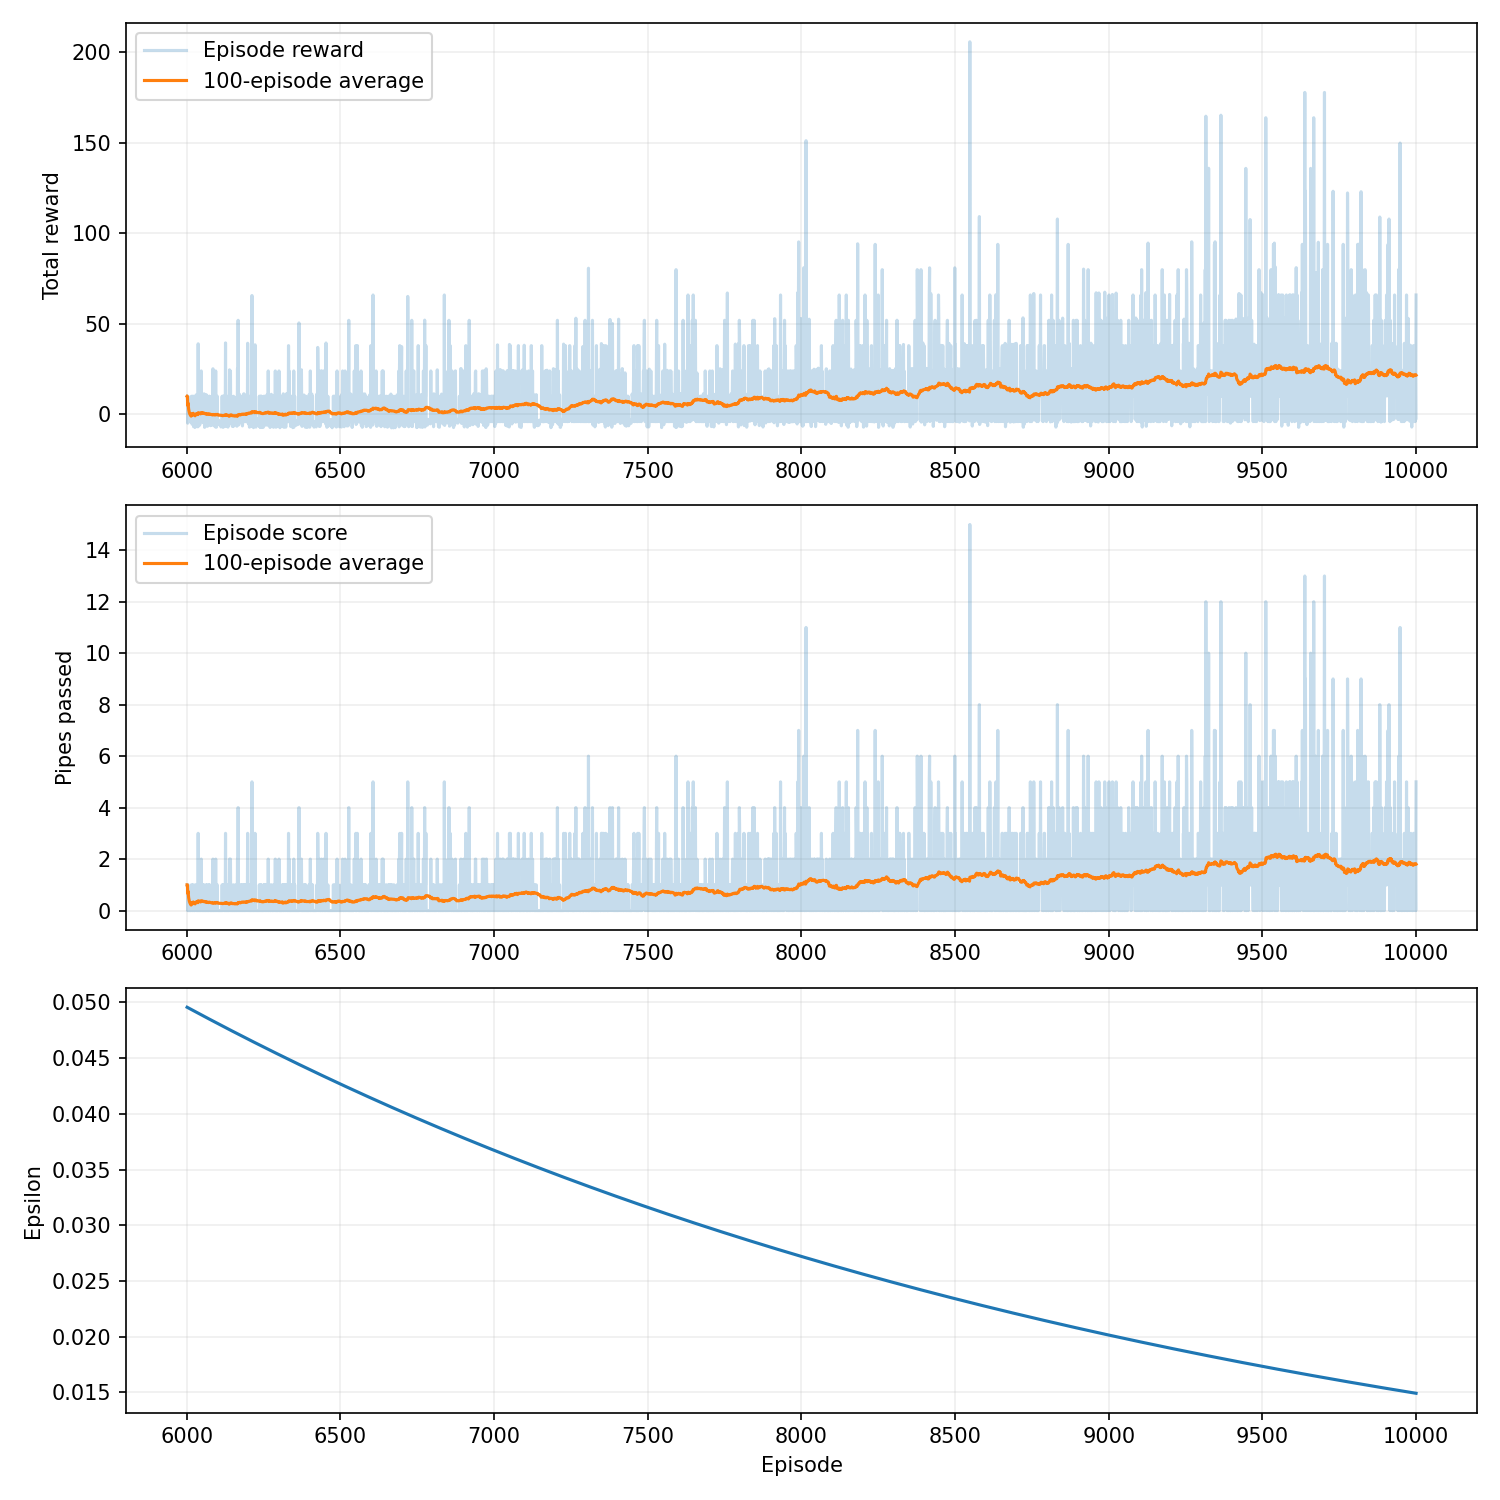 Total reward
200
150
100
50
0
Episode reward
100-episode average
6000 6500 7000 7500 8000 8500 9000 9500 10000
Pipes passed
14
12
10
8
6
4
2
0
Episode score
100-episode average
6000 6500 7000 7500 8000 8500 9000 9500 10000
Epsilon
0.050
0.045
0.040
0.035
0.030
0.025
0.020
0.015
6000 6500 7000 7500 8000 8500 9000 9500 10000
Episode